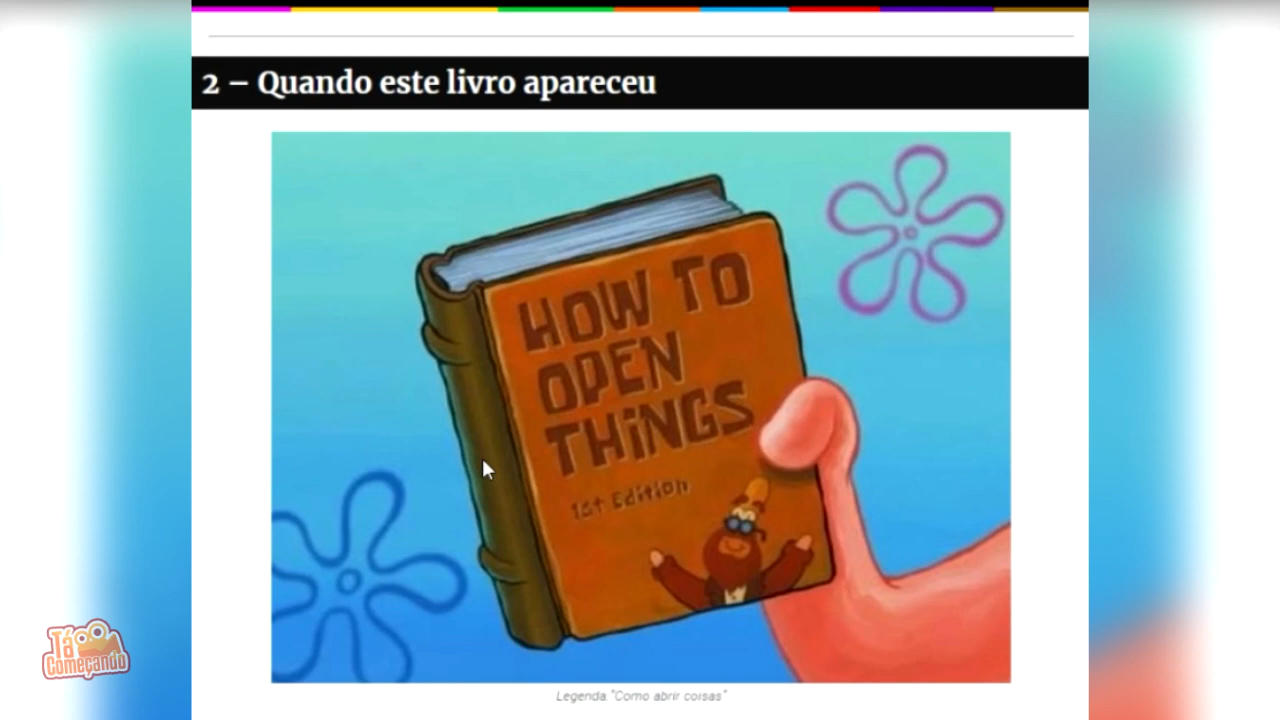 2 – Quando este livro apareceu
HOW TO
OPEN
THiNGS
1st Edition
Legenda. "Como abrir coisas"
Tá
Começando